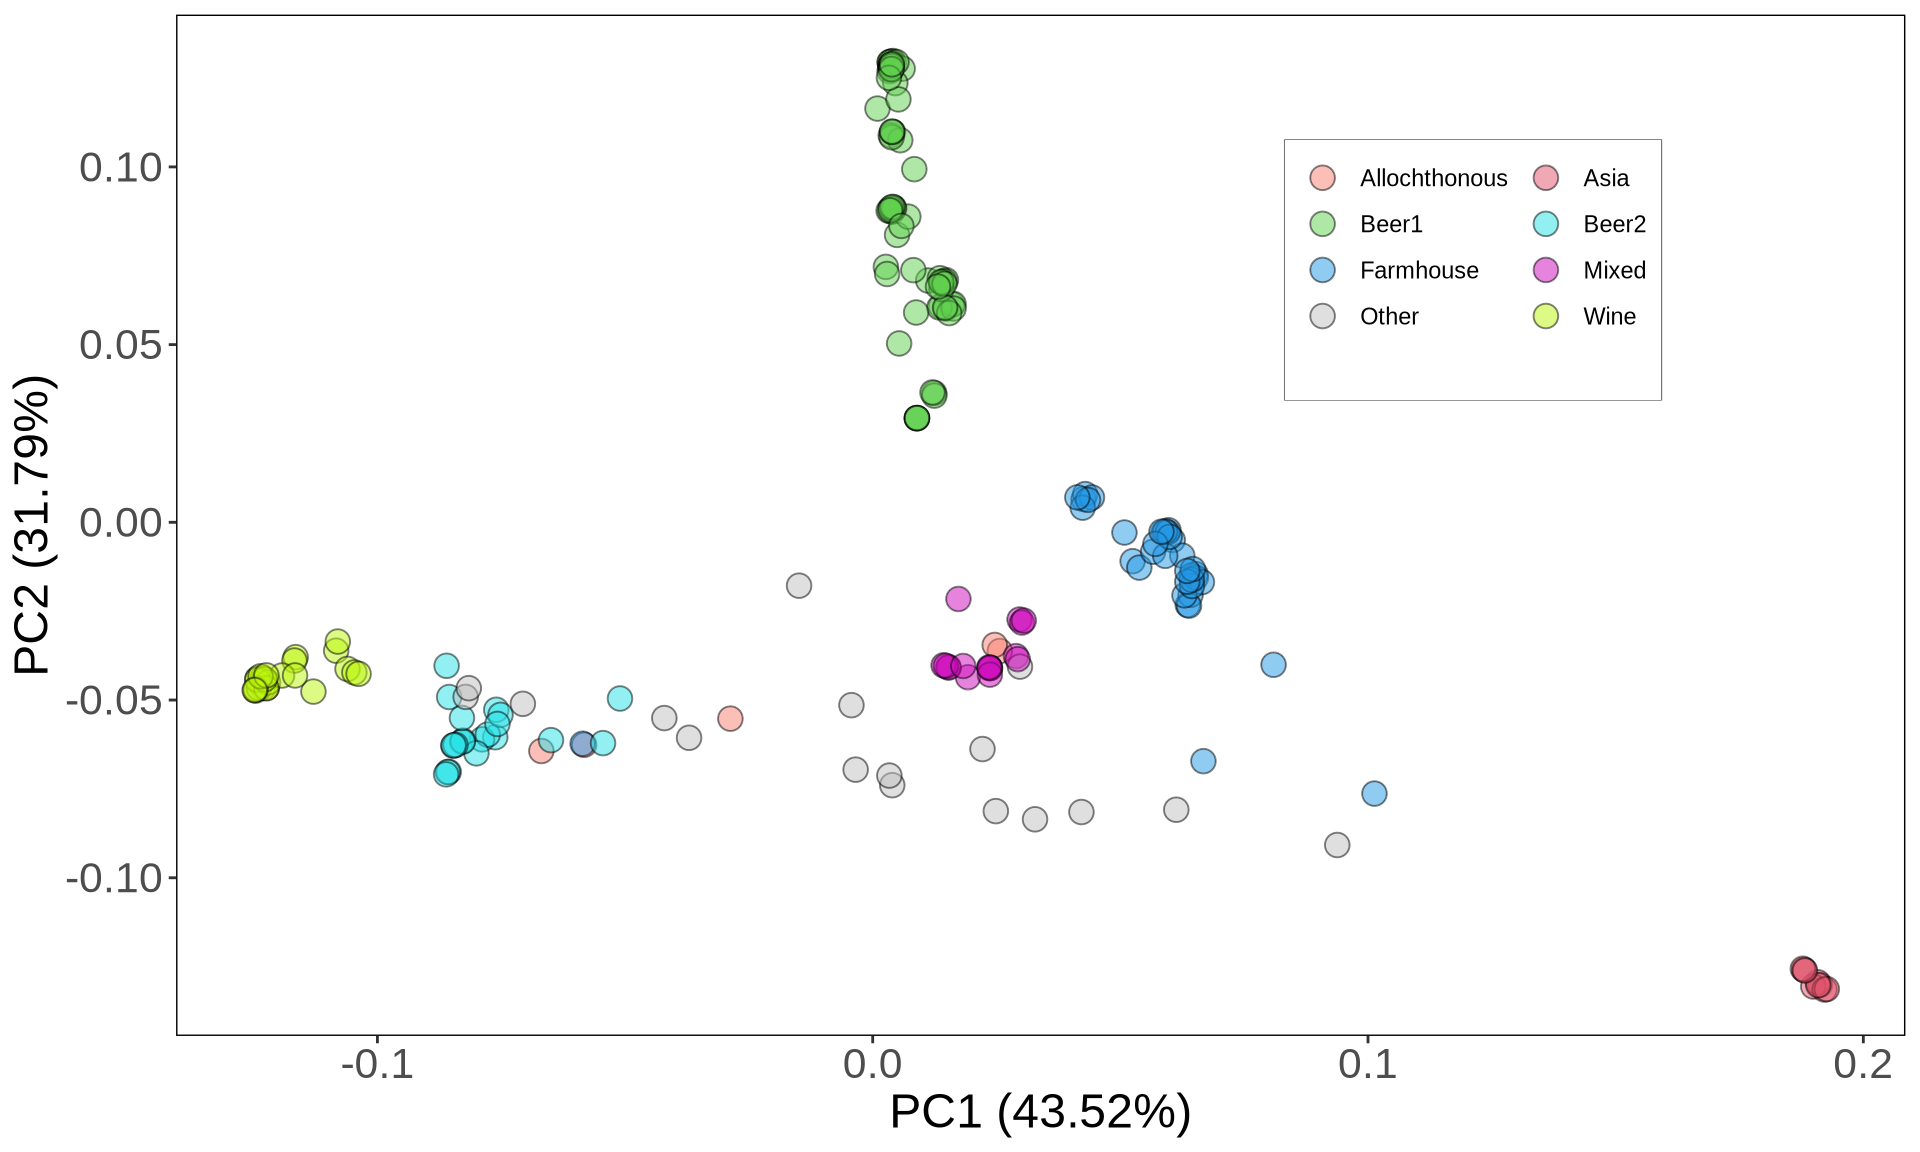 0.10
0.05
0.00
-0.05
-0.10
PC2 (31.79%)
Allochthonous Asia
Beer1 Beer2
Farmhouse Mixed
Other Wine
-0.1 0.0 0.1 0.2
PC1 (43.52%)